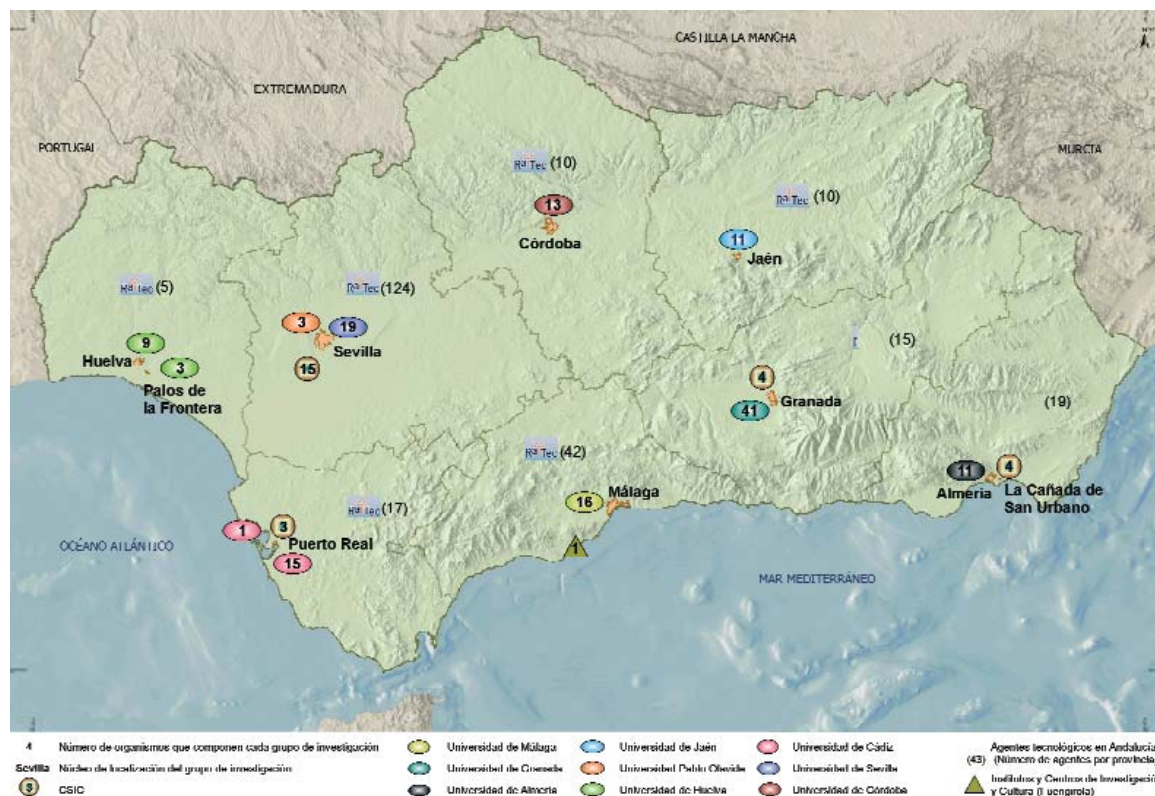 CASTILLA LA MANCHA
EXTREMADURA
PORTUGAL
MURCIA
(10)
13
Córdoba
(10)
11
Jaén
(5)
(124)
9
Huelva
3
Palos de
la Frontera
3
19
Sevilla
15
(15)
4
Granada
41
(19)
(42)
16
Málaga
11
Almería
4
La Cañada de
San Urbano
(17)
1
3
Puerto Real
15
1
OCÉANO ATLÁNTICO
MAR MEDITERRÁNEO
4 Número de organismos que componen cada grupo de investigación
Sevilla Núcleo de localización del grupo de investigación
3 CSIC
Universidad de Málaga
Universidad de Granada
Universidad de Almería
Universidad de Jaén
Universidad Pablo Olavide
Universidad de Huelva
Universidad de Cádiz
Universidad de Sevilla
Universidad de Córdoba
Agentes tecnológicos en Andalucía
(43) (Número de agentes por provincia)
Institutos y Centros de Investigació
y Cultura (Fuengirola)